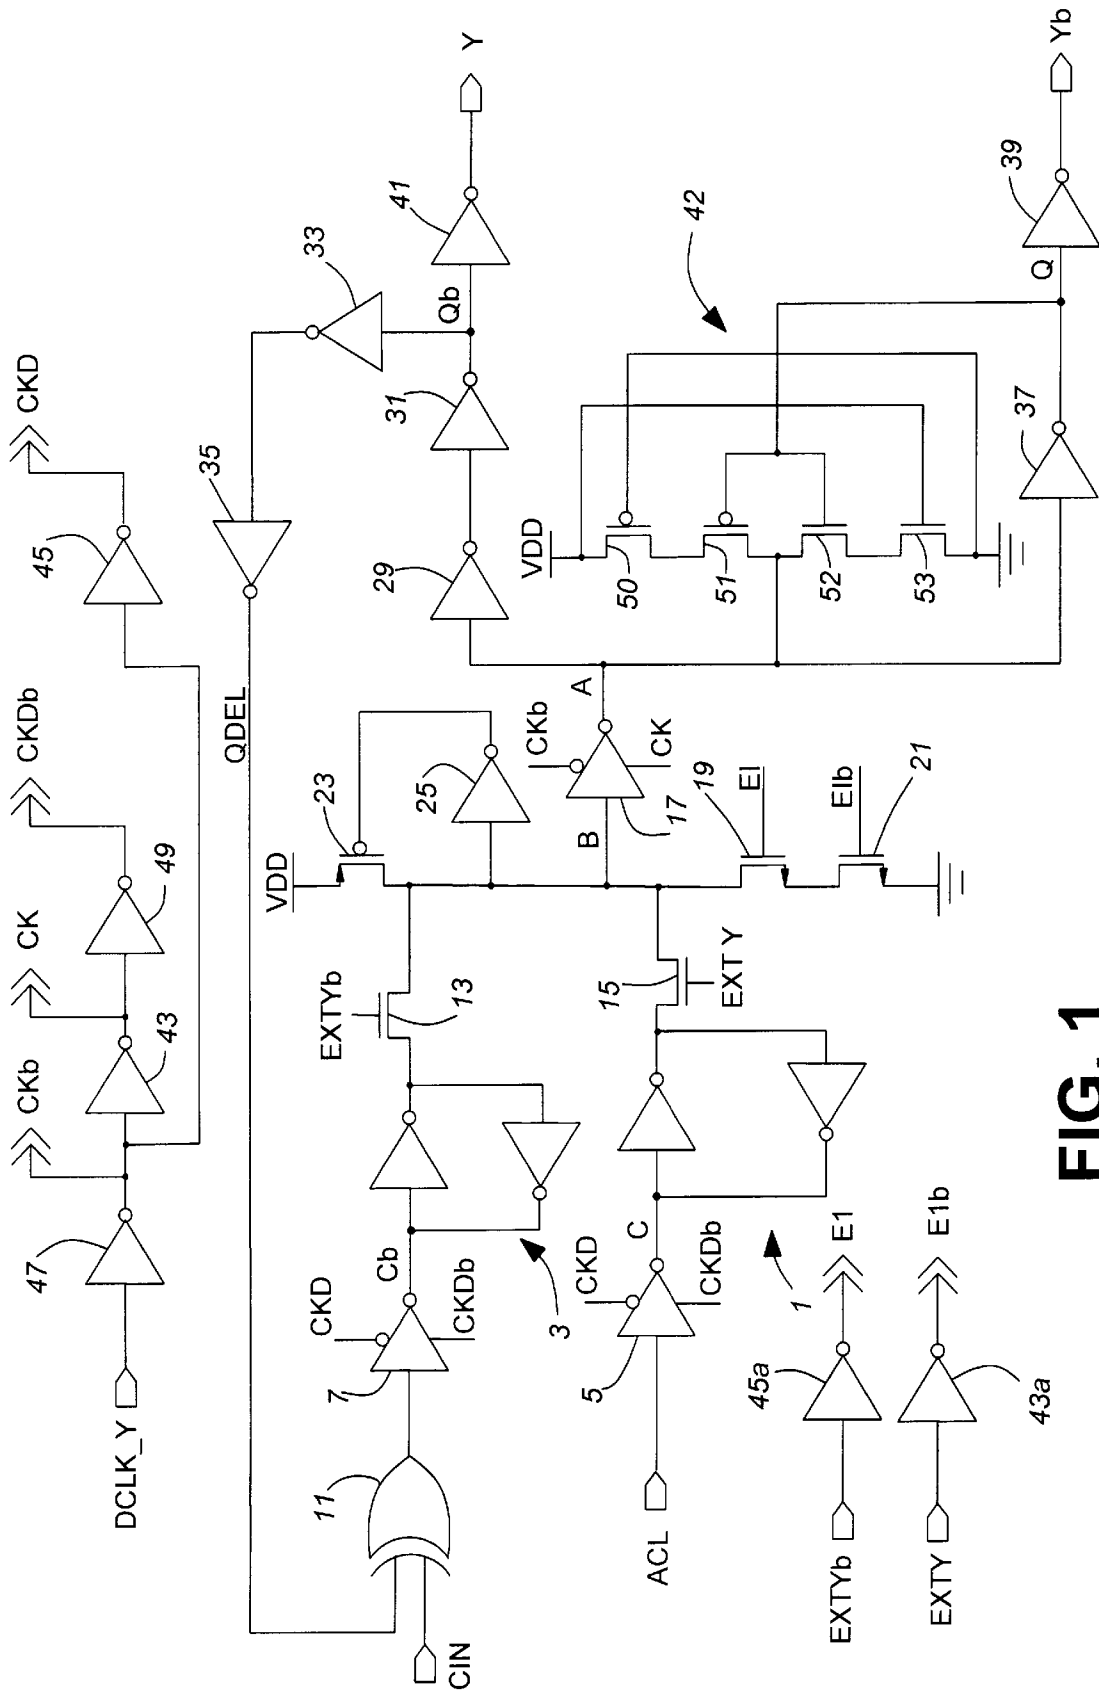 DCLK_Y
47
CKb
43
CK
49
CKDb
45
CKD
QDEL
35
33
Qb
41
Y
31
29
CIN
11
7
CKD
Cb
CKDb
3
EXTYb
13
VDD
23
25
B
CKb
17
CK
A
ACL
5
CKD
C
CKDb
1
15
EXTY
19
EI
EIb
21
VDD
50
51
52
53
42
37
Q
39
Yb
EXTYb
45a
E1
EXTY
43a
E1b
FIG. 1